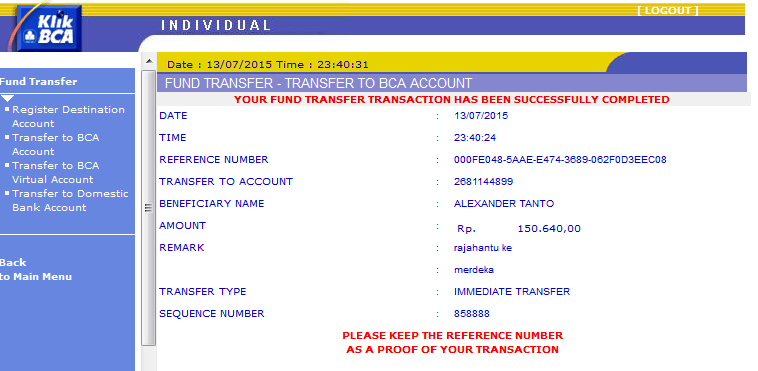 [ LOGOUT ]
Klik
BCA
INDIVIDUAL
Date : 13/07/2015 Time : 23:40:31
Fund Transfer
Register Destination
Account
Transfer to BCA
Account
Transfer to BCA
Virtual Account
Transfer to Domestic
Bank Account
Back
to Main Menu
FUND TRANSFER - TRANSFER TO BCA ACCOUNT
YOUR FUND TRANSFER TRANSACTION HAS BEEN SUCCESSFULLY COMPLETED
DATE : 13/07/2015
TIME : 23:40:24
REFERENCE NUMBER : 000FE048-5AAE-E474-3689-062F0D3EEC08
TRANSFER TO ACCOUNT : 2681144899
BENEFICIARY NAME : ALEXANDER TANTO
AMOUNT : Rp. 150.640,00
REMARK : rajahantu ke
: merdeka
TRANSFER TYPE : IMMEDIATE TRANSFER
SEQUENCE NUMBER : 858888
PLEASE KEEP THE REFERENCE NUMBER
AS A PROOF OF YOUR TRANSACTION